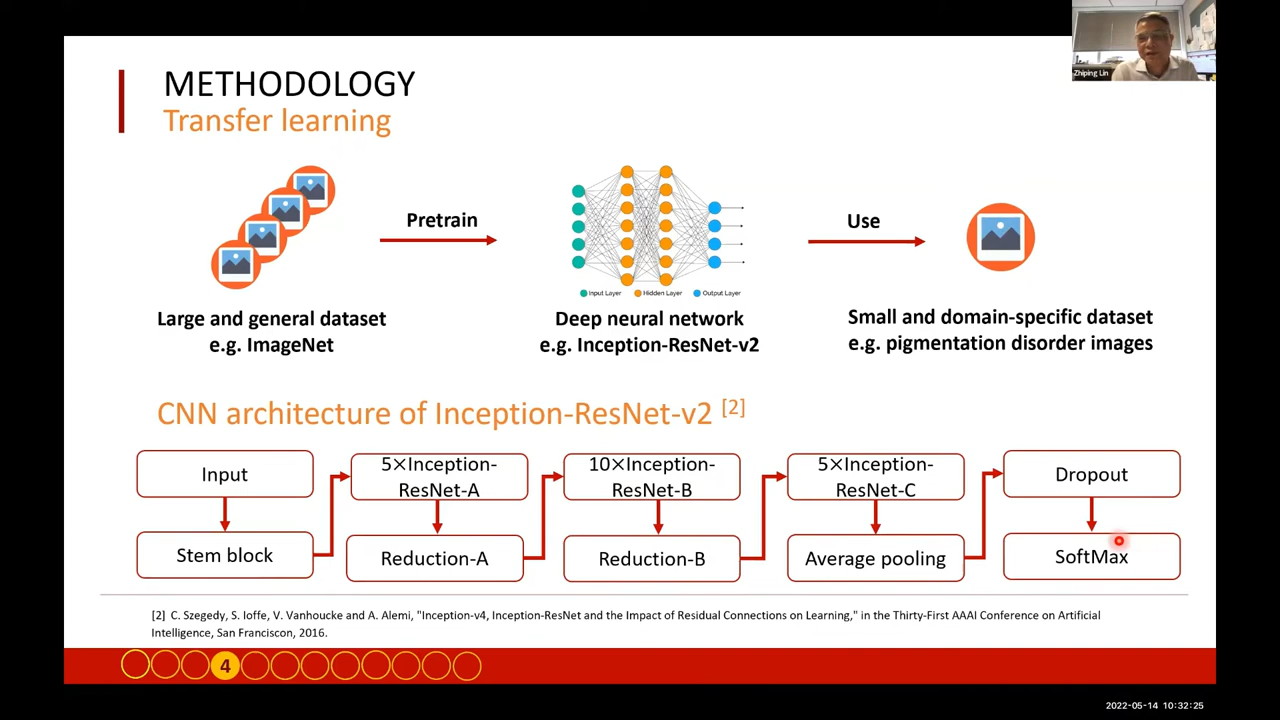 Zhiping Lin
METHODOLOGY
Transfer learning
Pretrain
Use
Input Layer
Hidden Layer
Output Layer
Large and general dataset
e.g. ImageNet
Deep neural network
e.g. Inception-ResNet-v2
Small and domain-specific dataset
e.g. pigmentation disorder images
CNN architecture of Inception-ResNet-v2 [2]
Input
Stem block
5×Inception-
ResNet-A
Reduction-A
10×Inception-
ResNet-B
Reduction-B
5×Inception-
ResNet-C
Average pooling
Dropout
SoftMax
[2] C. Szegedy, S. Ioffe, V. Vanhoucke and A. Alemi, "Inception-v4, Inception-ResNet and the Impact of Residual Connections on Learning," in the Thirty-First AAAI Conference on Artificial
Intelligence, San Franciscon, 2016.
4
2022-05-14 10:32:25